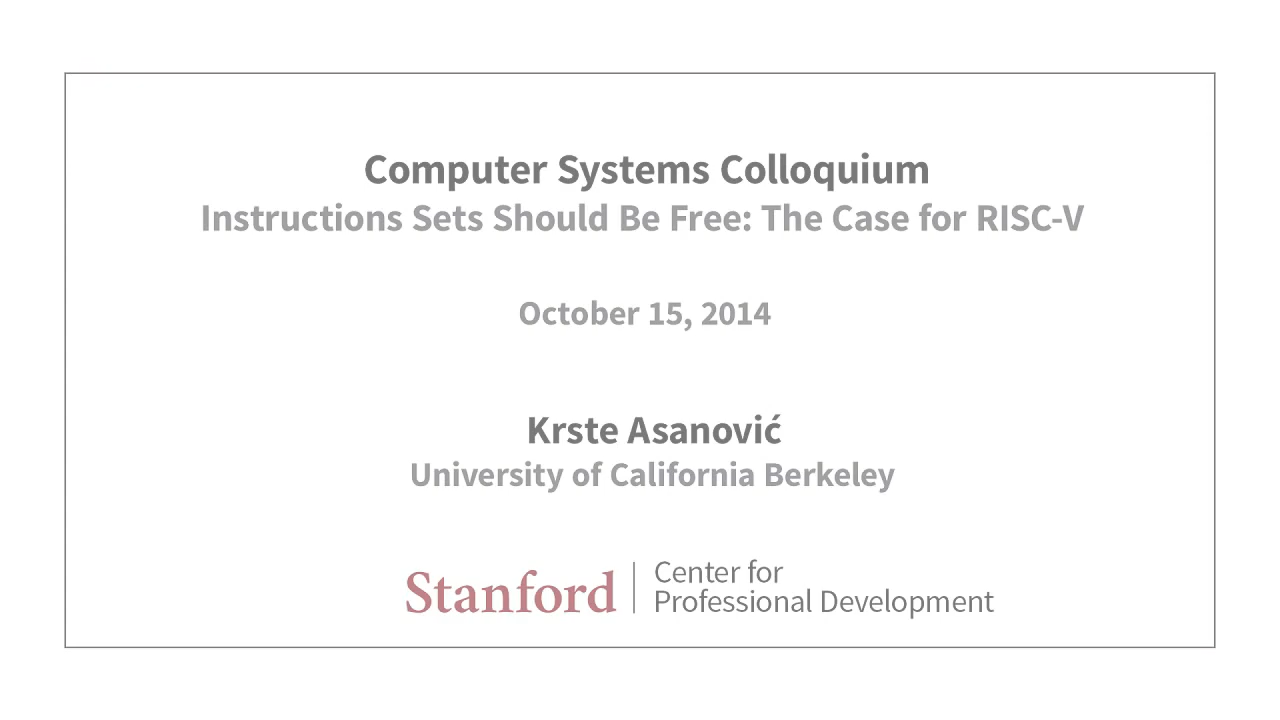 Computer Systems Colloquium
Instructions Sets Should Be Free: The Case for RISC-V
October 15, 2014
Krste Asanović
University of California Berkeley
Stanford
Center for
Professional Development